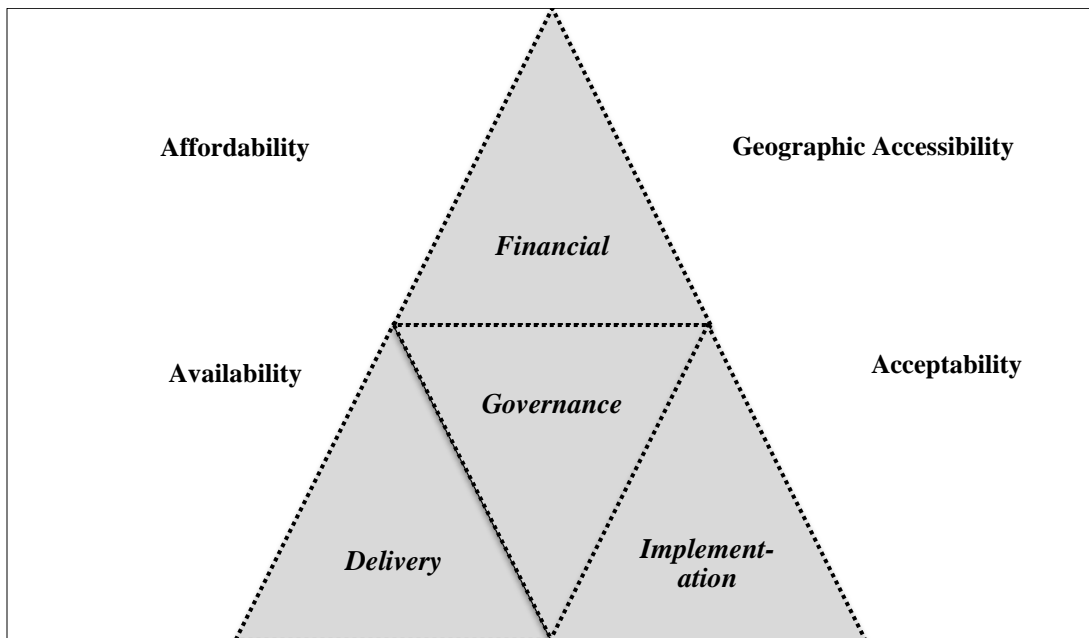 Affordability
Geographic Accessibility
Financial
Availability
Acceptability
Governance
Delivery
Implement-
ation